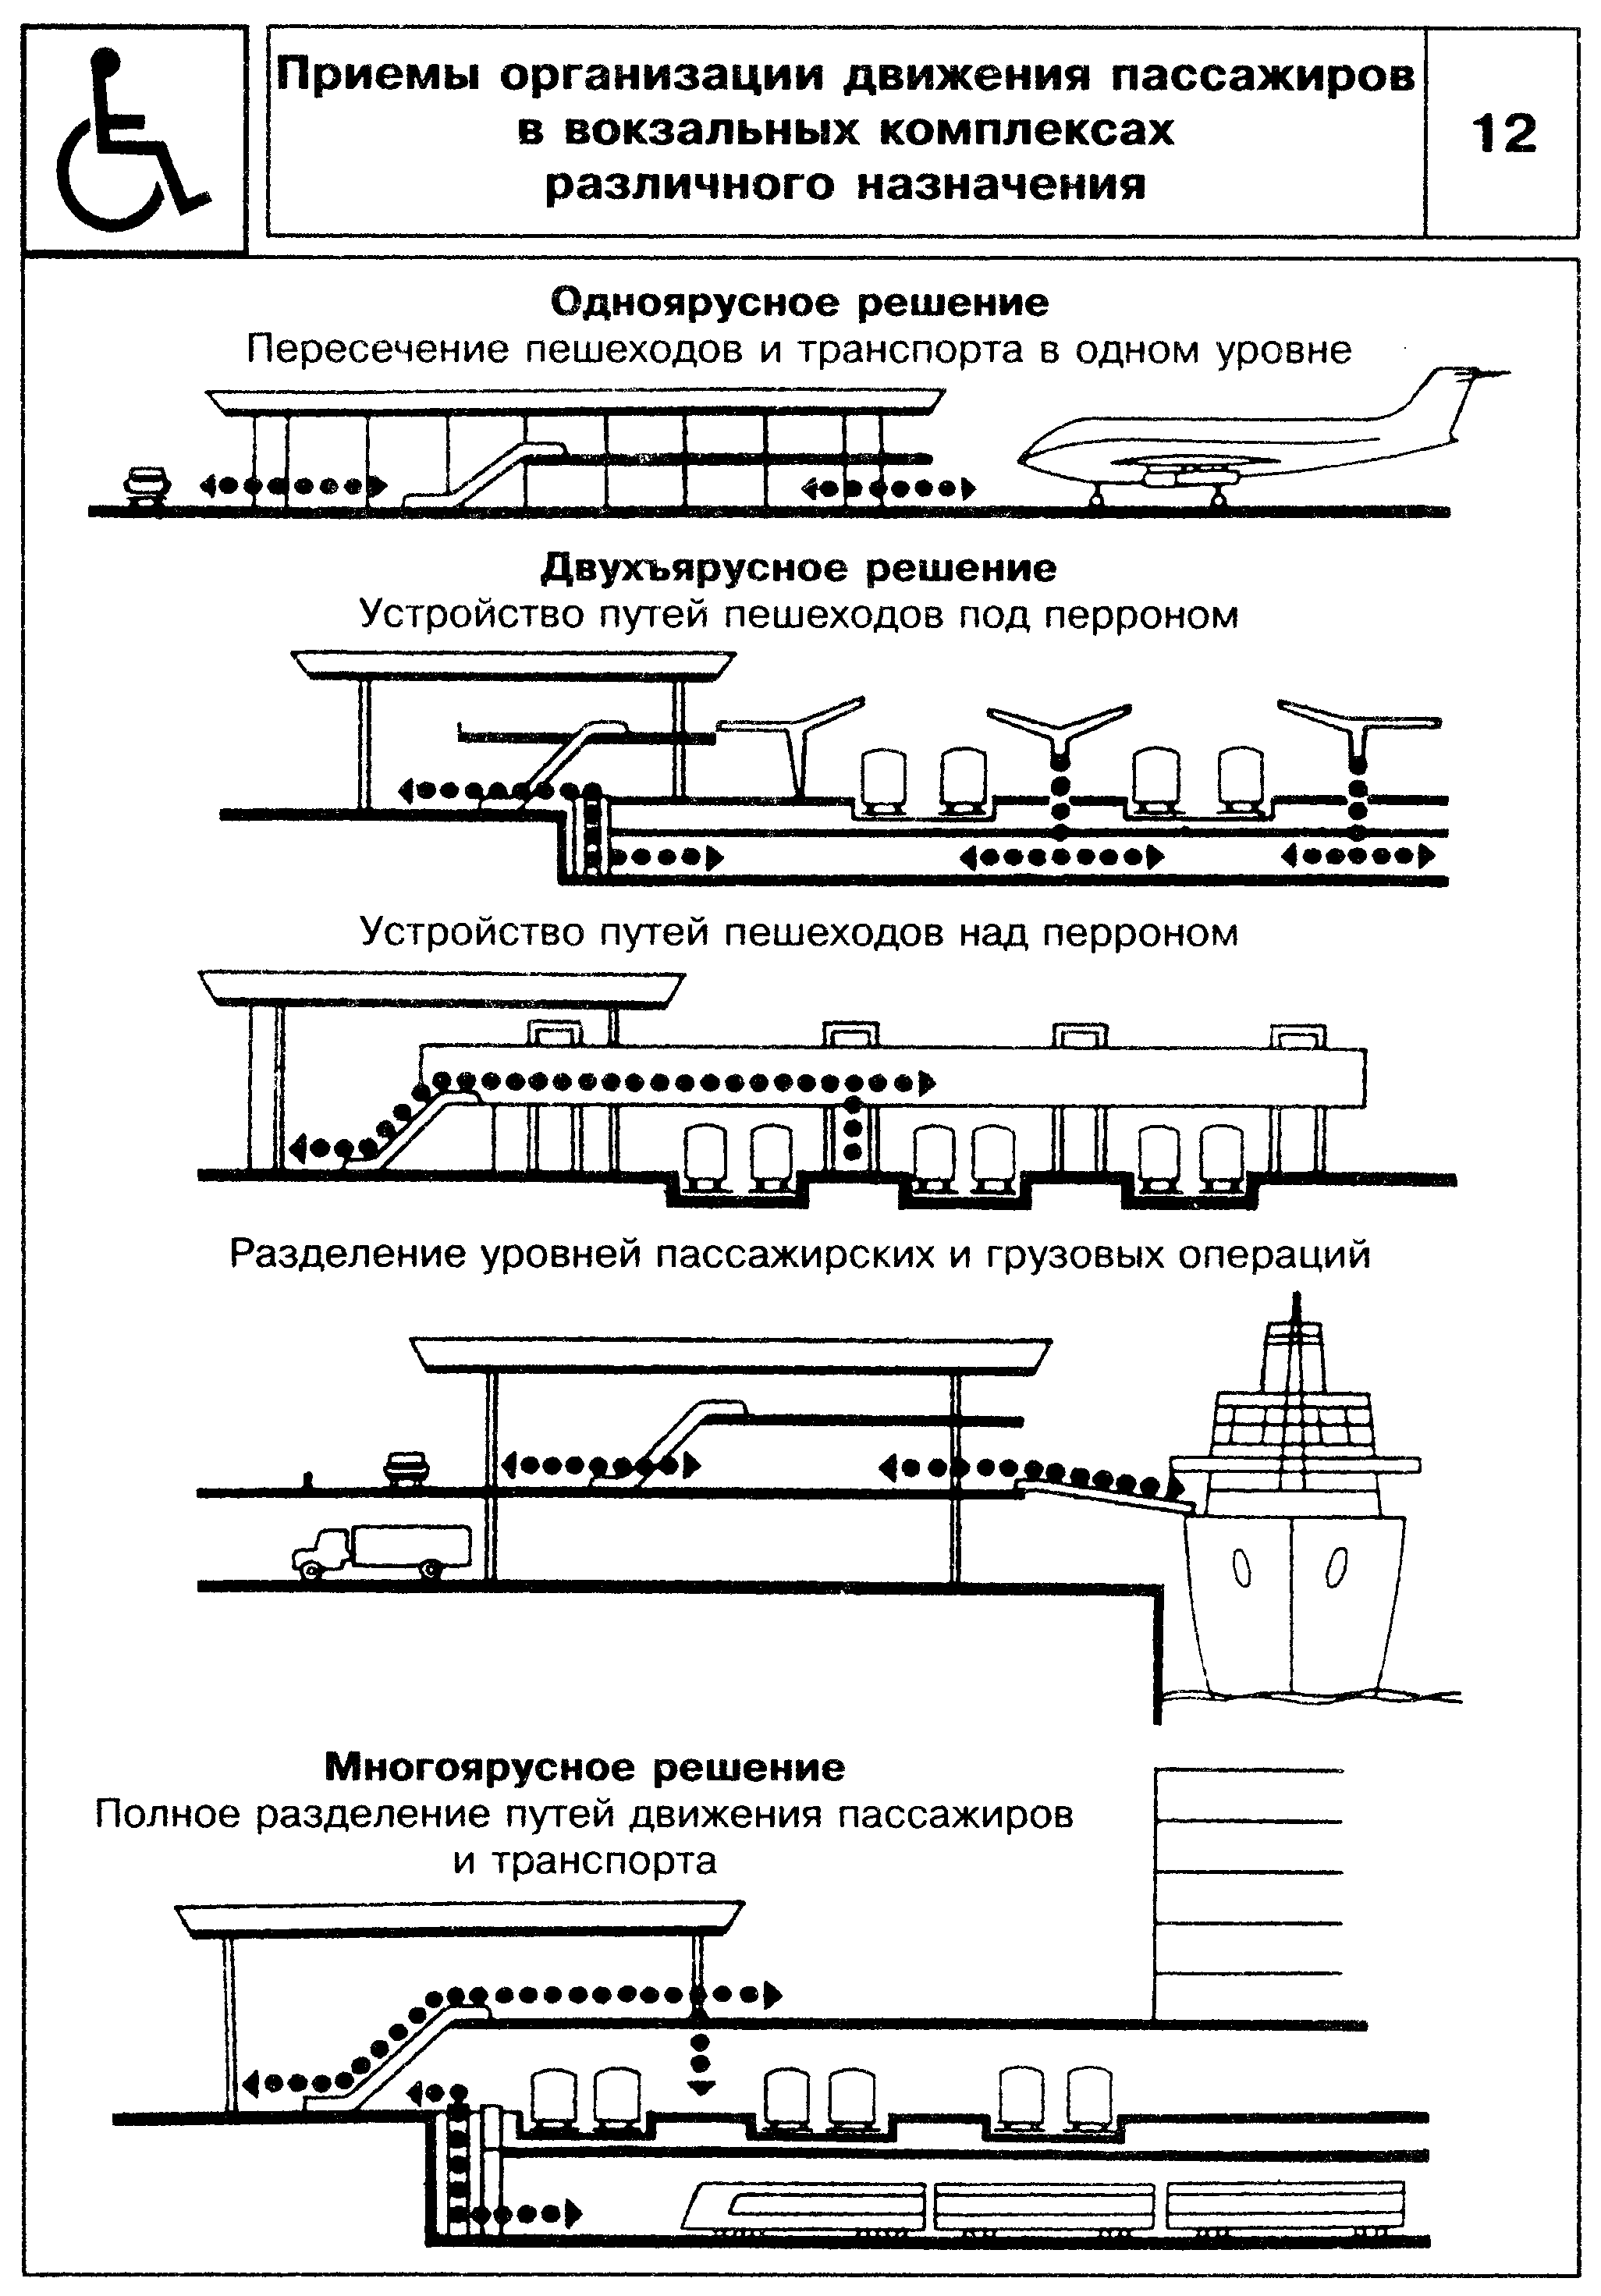 Приемы организации движения пассажиров
в вокзальных комплексах
различного назначения
12
Одноярусное решение
Пересечение пешеходов и транспорта в одном уровне
Двухъярусное решение
Устройство путей пешеходов под перроном
Устройство путей пешеходов над перроном
Разделение уровней пассажирских и грузовых операций
Многоярусное решение
Полное разделение путей движения пассажиров
и транспорта